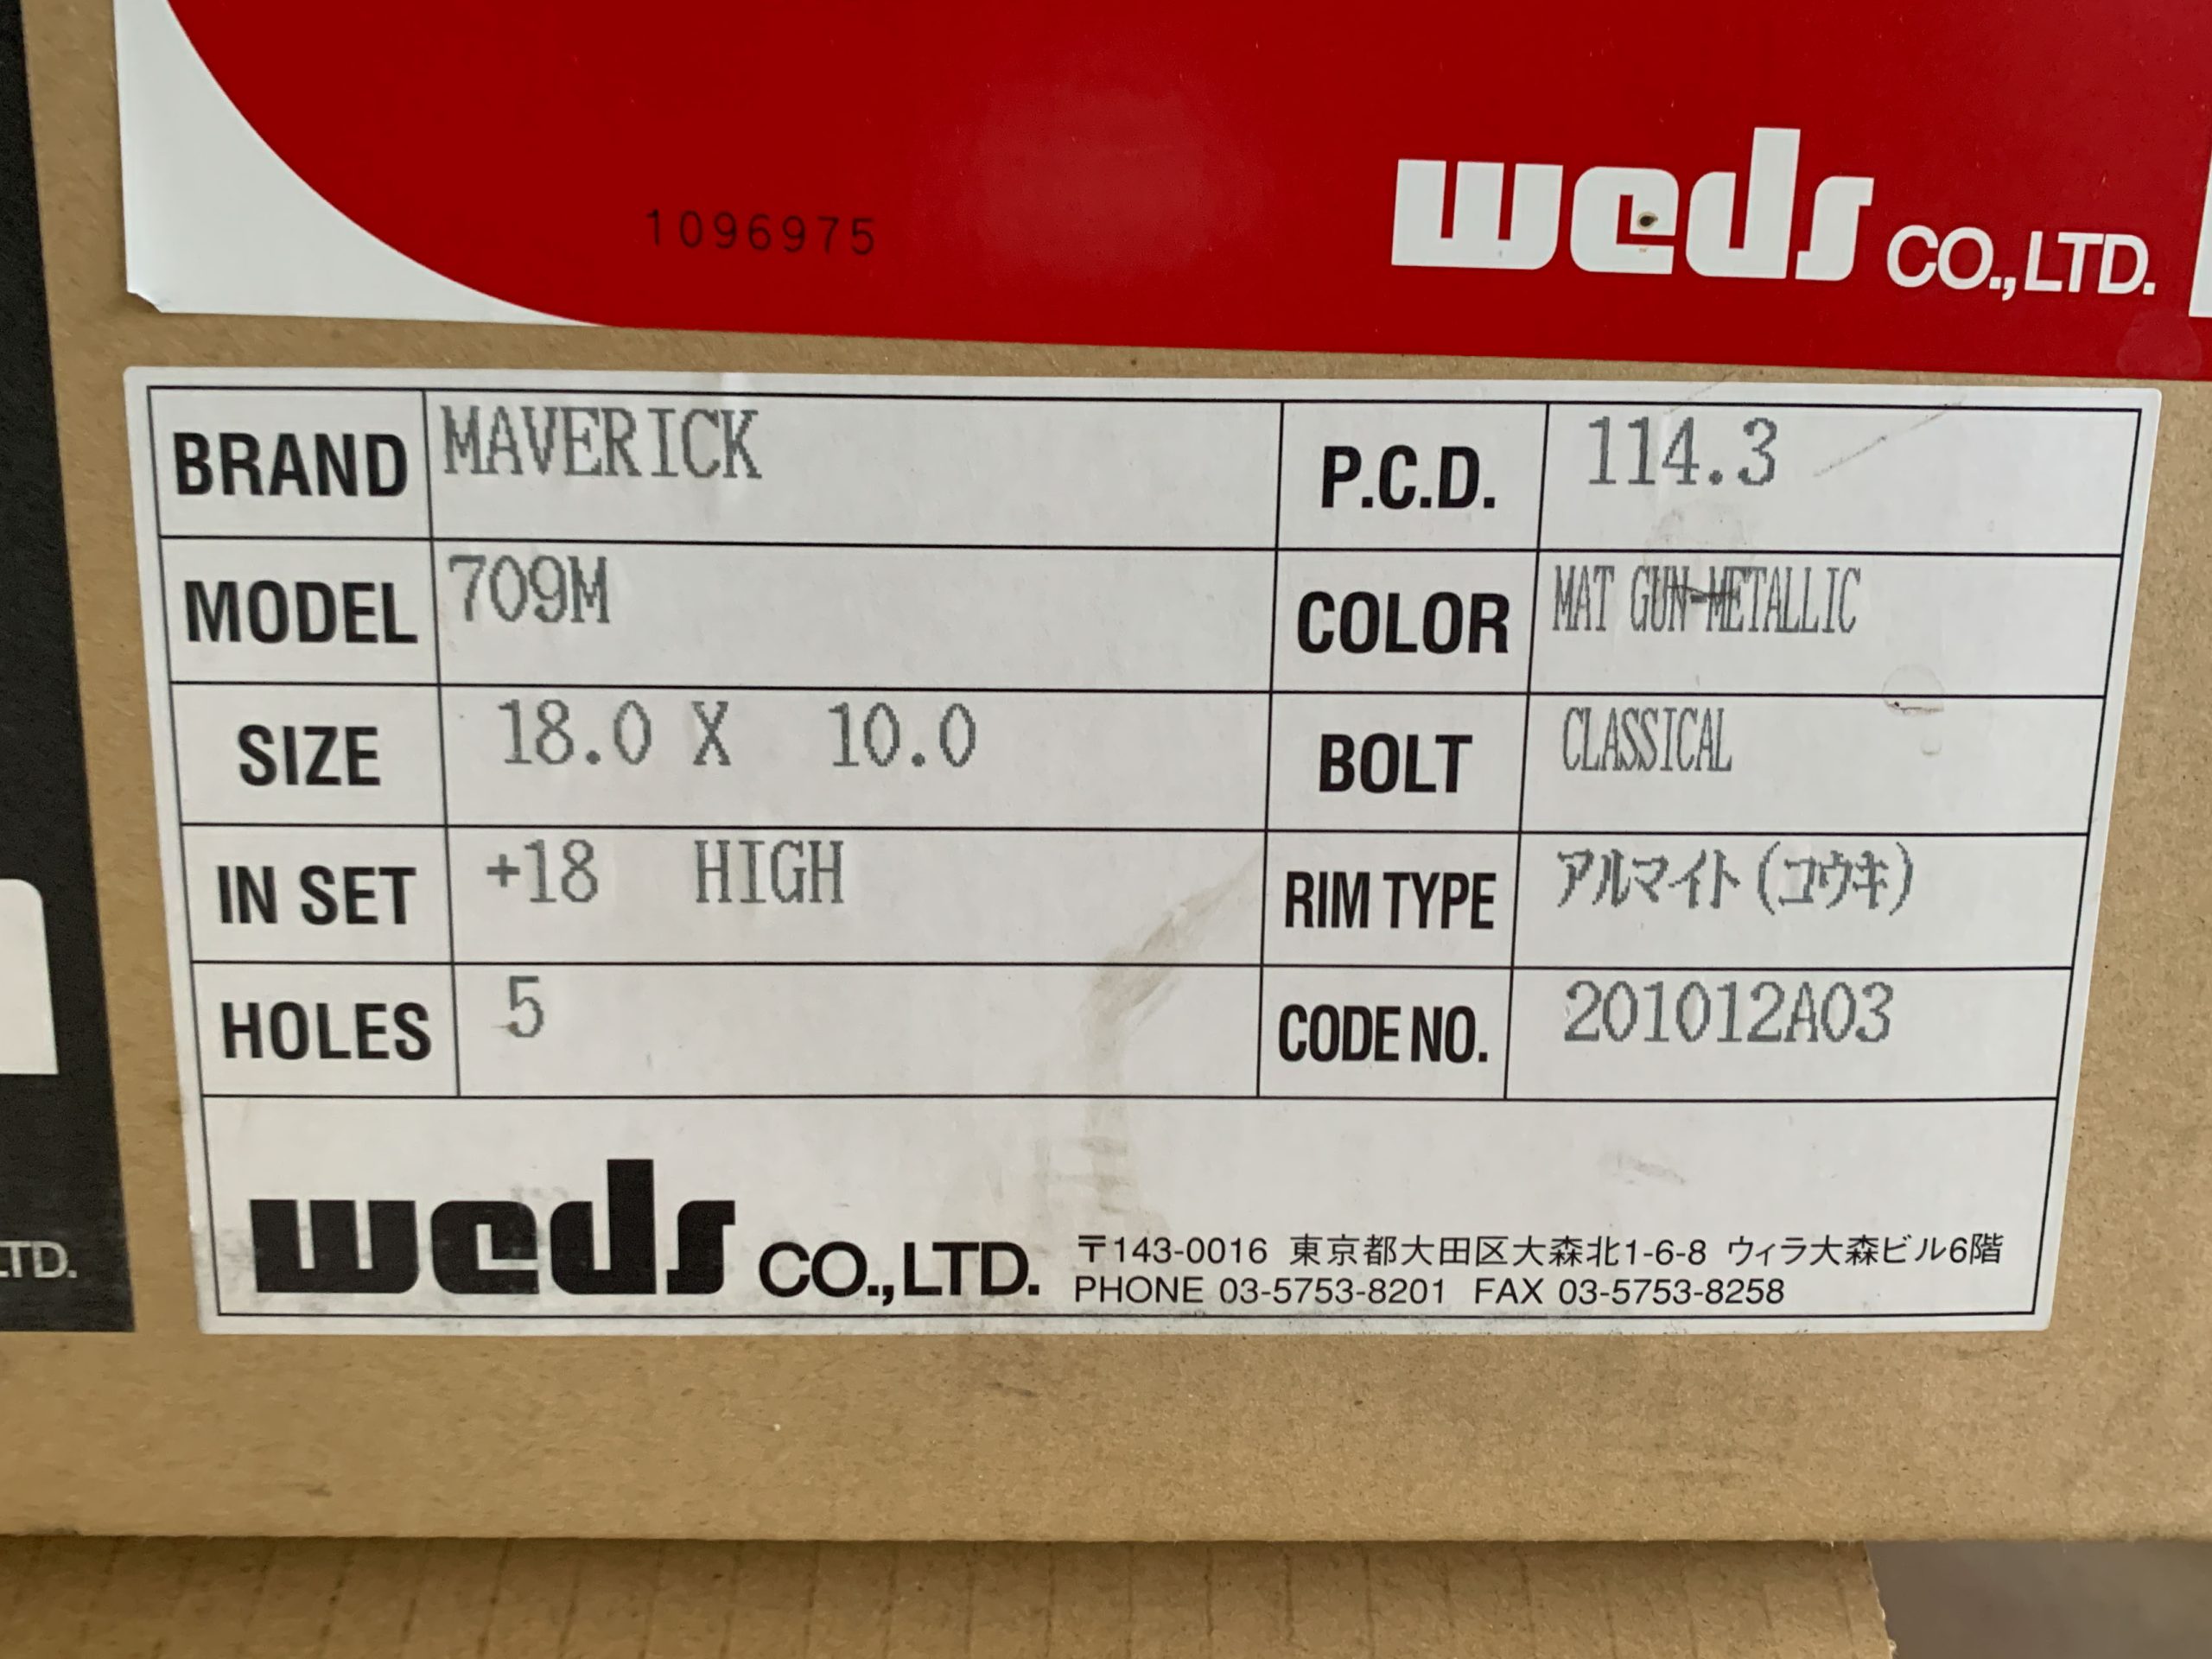 1096975
weds CO.,LTD.
BRAND MAVERICK P.C.D. 114.3
MODEL 709M COLOR MAT GUN-METALLIC
SIZE 18.0 X 10.0 BOLT CLASSICAL
IN SET +18 HIGH RIM TYPE アルマイト(コウキ)
HOLES 5 CODE NO. 201012A03
weds CO.,LTD. 〒143-0016 東京都大田区大森北1-6-8 ウィラ大森ビル6階
PHONE 03-5753-8201 FAX 03-5753-8258
LTD.